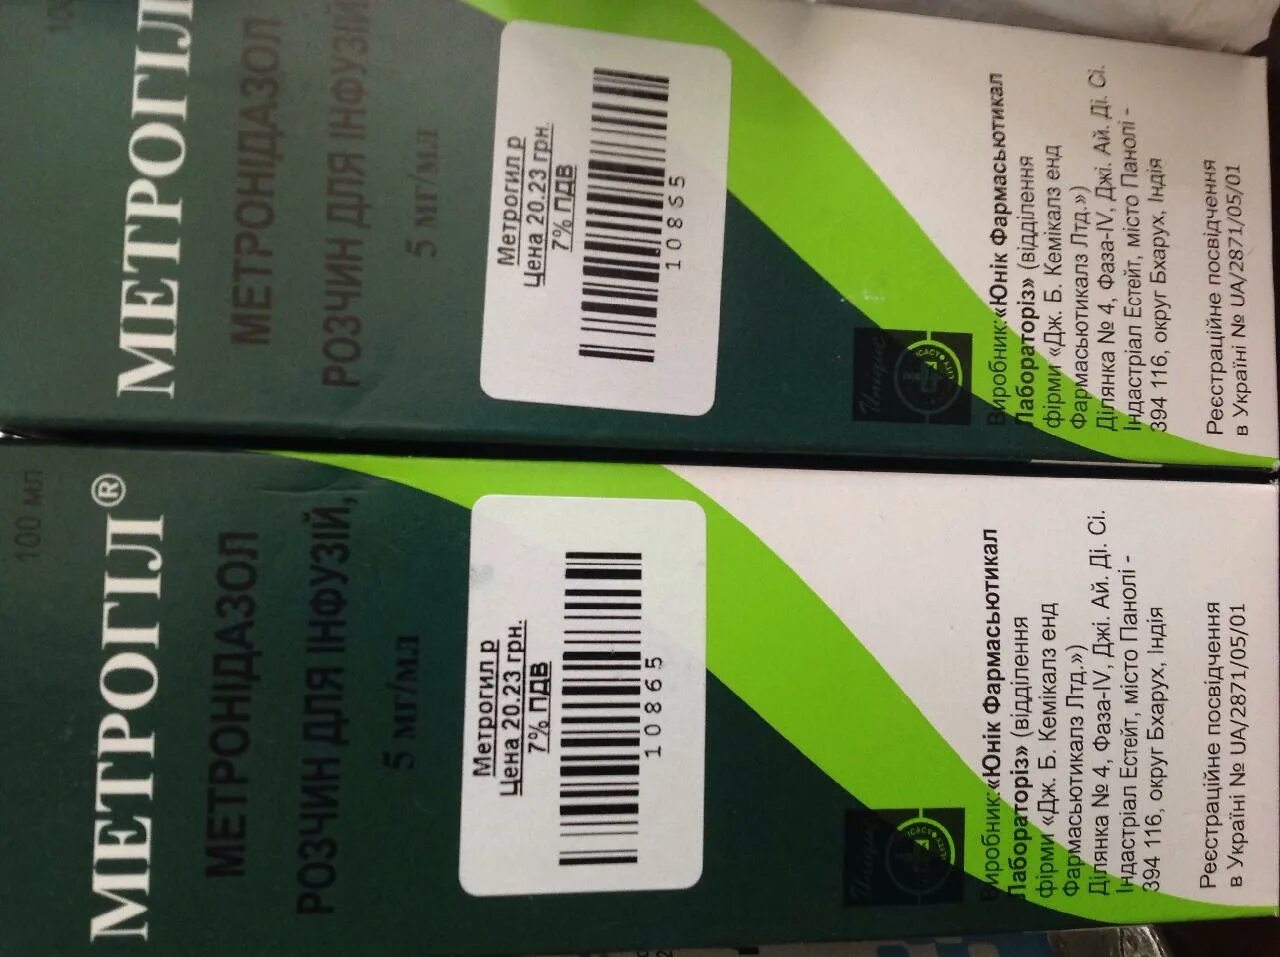 100 мл
МЕТРОГІЛ®
МЕТРОНІДАЗОЛ
РОЗЧИН ДЛЯ ІНФУЗІЙ,
5 мг/мл
Метрогил р
Цена 20.23 грн.
7% ПДВ
10865
Unique
Виробник:«Юнік Фармасьютикал
Лабораторіз» (відділення
фірми «Дж. Б. Кемікалз енд
Фармасьютикалз Лтд.»)
Ділянка № 4, Фаза-IV, Джі. Ай. Ді. Сі.
Індастріал Естейт, місто Панолі -
394 116, округ Бхарух, Індія
Реєстраційне посвідчення
в Україні № UA/2871/05/01
МЕТРОГІЛ
МЕТРОНІДАЗОЛ
РОЗЧИН ДЛЯ ІНФУЗІЙ
5 мг/мл
Метрогил р
Цена 20.23 грн.
7% ПДВ
10865
Unique
Виробник:«Юнік Фармасьютикал
Лабораторіз» (відділення
фірми «Дж. Б. Кемікалз енд
Фармасьютикалз Лтд.»)
Ділянка № 4, Фаза-IV, Джі. Ай. Ді. Сі.
Індастріал Естейт, місто Панолі -
394 116, округ Бхарух, Індія
Реєстраційне посвідчення
в Україні № UA/2871/05/01